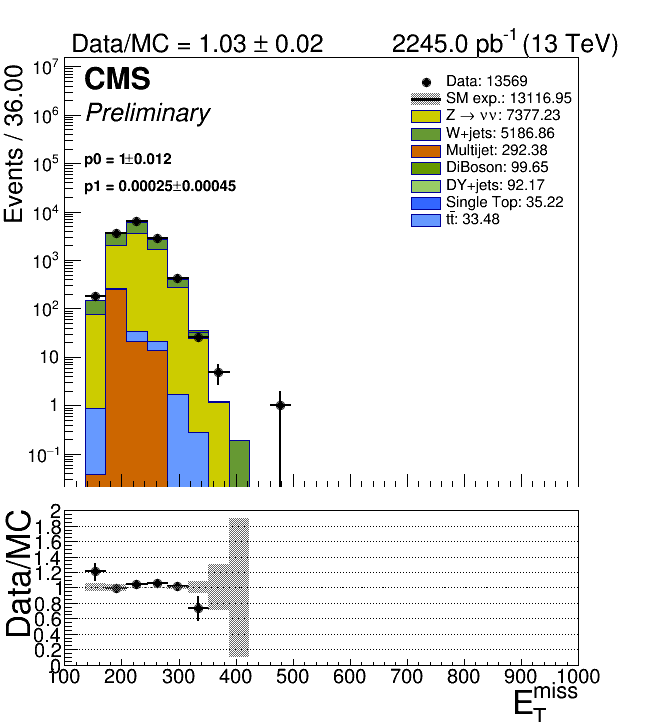 Data/MC = 1.03 ± 0.02 2245.0 pb⁻¹ (13 TeV)
CMS
Preliminary
p0 = 1±0.012
p1 = 0.00025±0.00045
Data: 13569
SM exp.: 13116.95
Z → νν: 7377.23
W+jets: 5186.86
Multijet: 292.38
DiBoson: 99.65
DY+jets: 92.17
Single Top: 35.22
tt̄: 33.48
Events / 36.00
10⁷
10⁶
10⁵
10⁴
10³
10²
10
1
10⁻¹
Data/MC
2
1.8
1.6
1.4
1.2
1
0.8
0.6
0.4
0.2
0
100 200 300 400 500 600 700 800 900 1000
E_T^miss